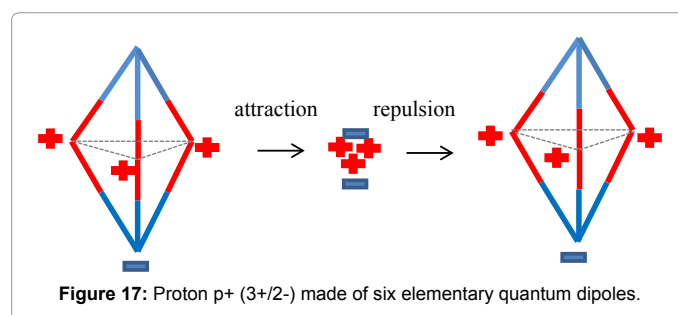 attraction
repulsion
Figure 17: Proton p+ (3+/2-) made of six elementary quantum dipoles.